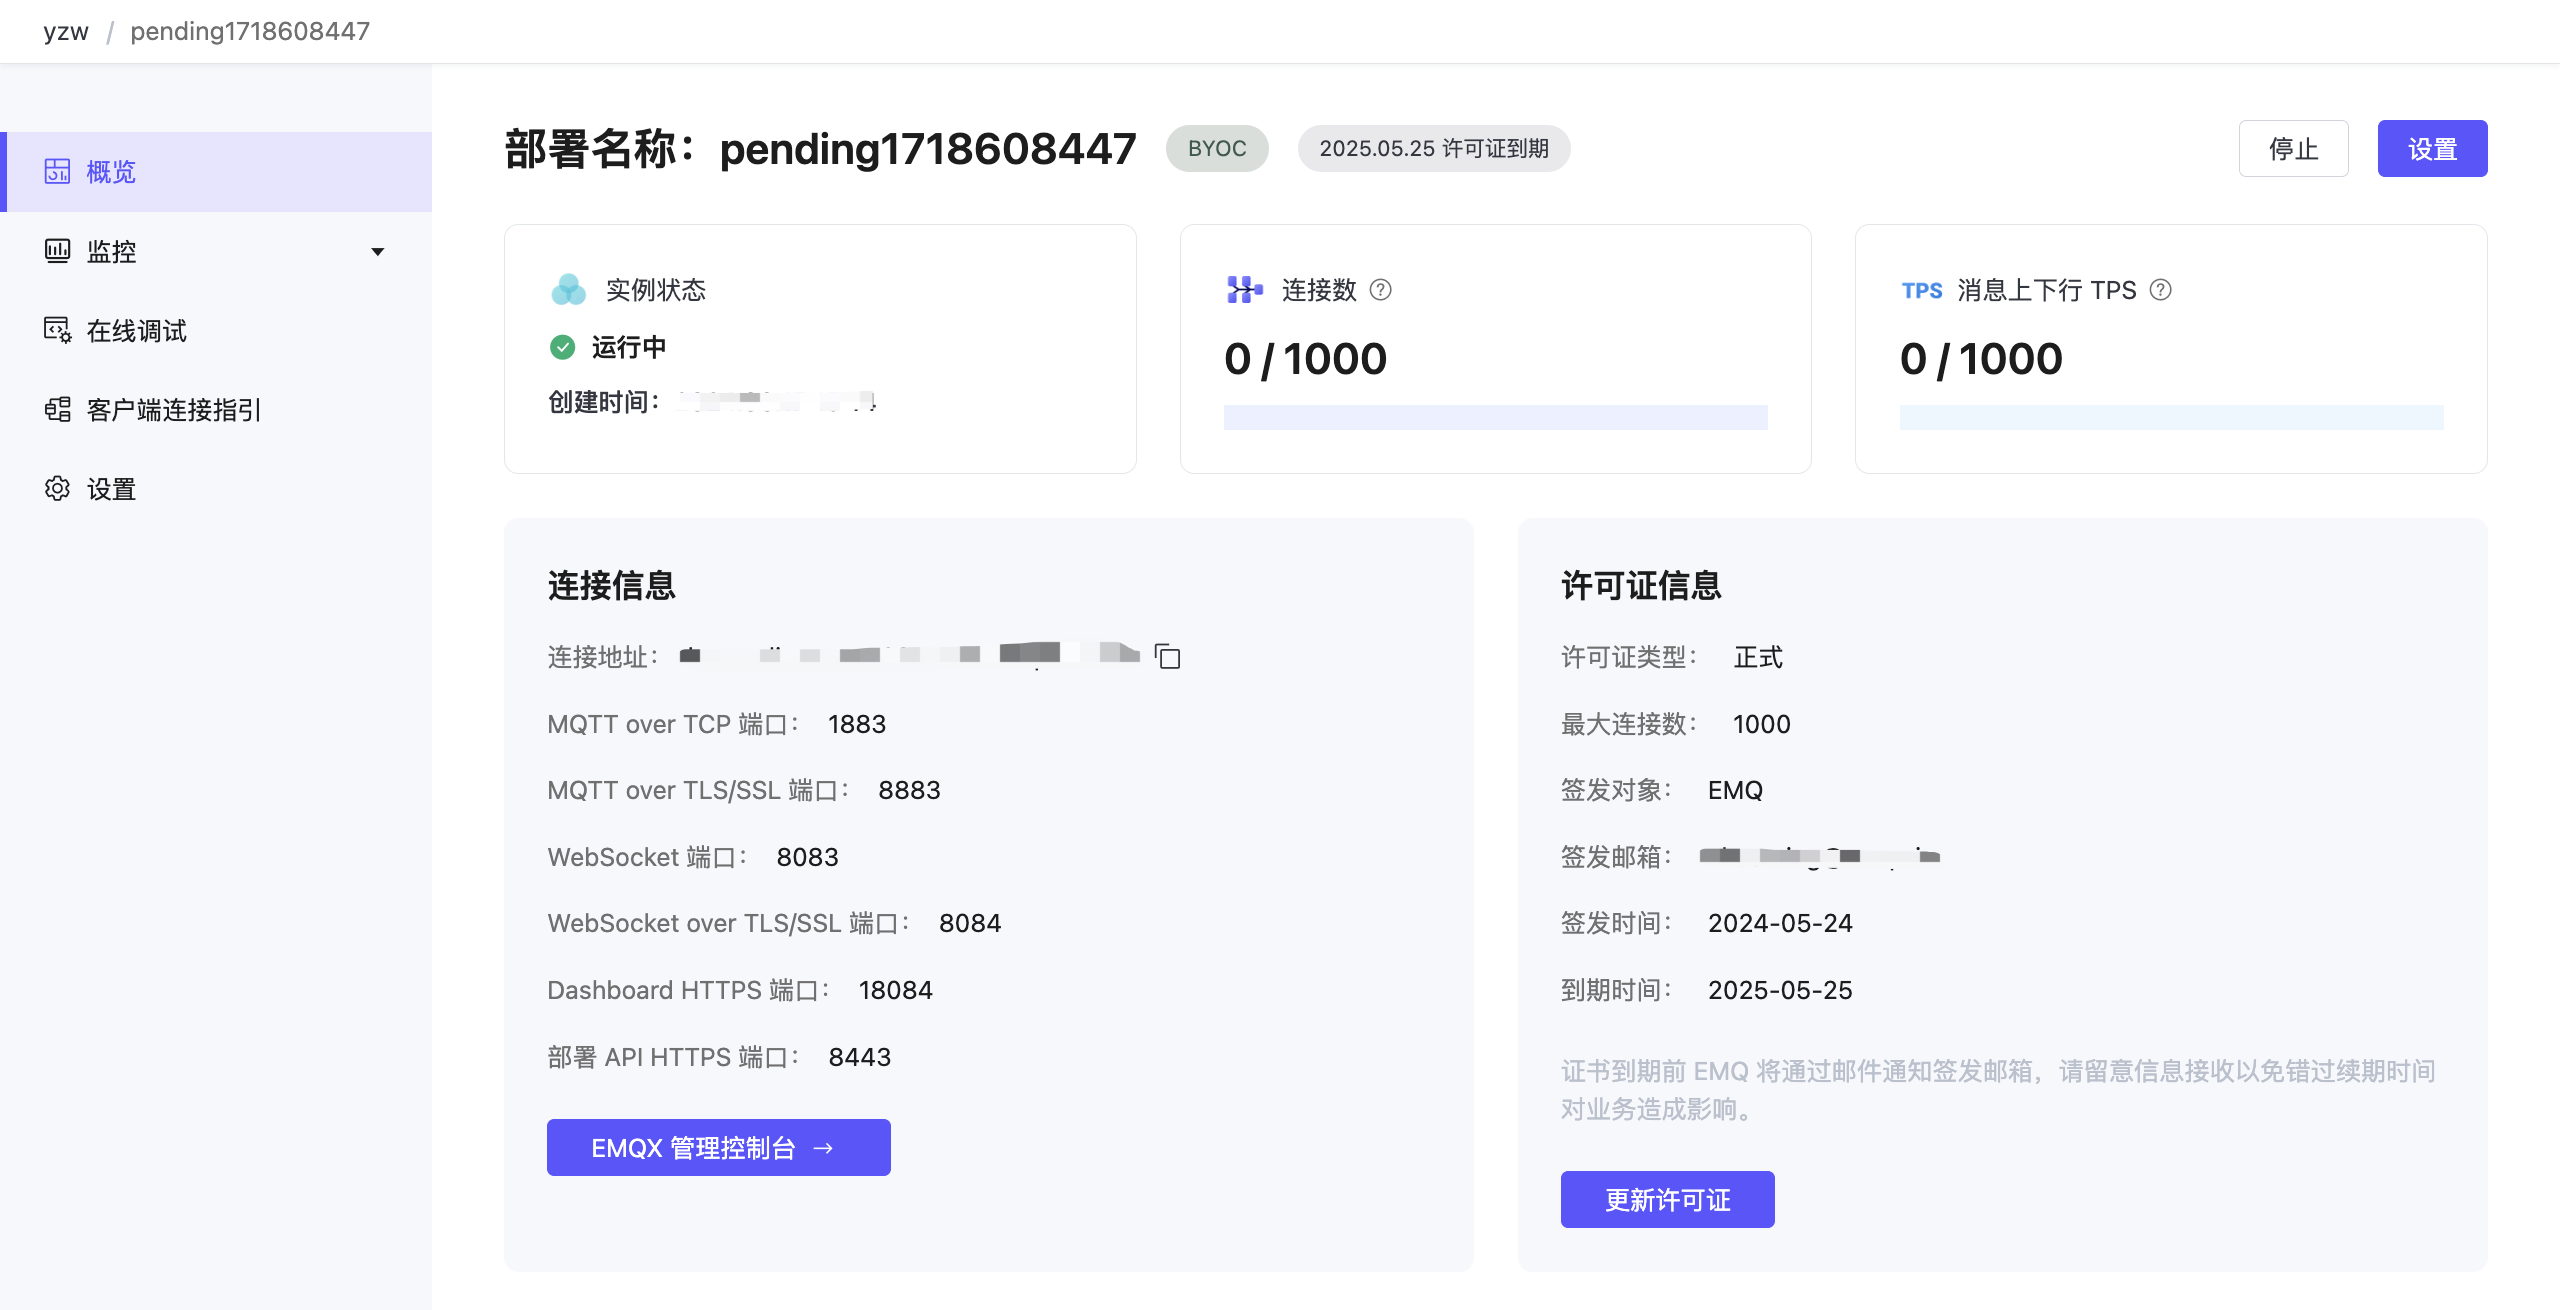 yzw / pending1718608447
概览
监控
在线调试
客户端连接指引
设置
部署名称：pending1718608447
BYOC
2025.05.25 许可证到期
停止
设置
实例状态
运行中
创建时间：
连接数
0 / 1000
TPS 消息上下行 TPS
0 / 1000
连接信息
连接地址：
MQTT over TCP 端口： 1883
MQTT over TLS/SSL 端口： 8883
WebSocket 端口： 8083
WebSocket over TLS/SSL 端口： 8084
Dashboard HTTPS 端口： 18084
部署 API HTTPS 端口： 8443
EMQX 管理控制台 →
许可证信息
许可证类型： 正式
最大连接数： 1000
签发对象： EMQ
签发邮箱：
签发时间： 2024-05-24
到期时间： 2025-05-25
证书到期前 EMQ 将通过邮件通知签发邮箱，请留意信息接收以免错过续期时间
对业务造成影响。
更新许可证